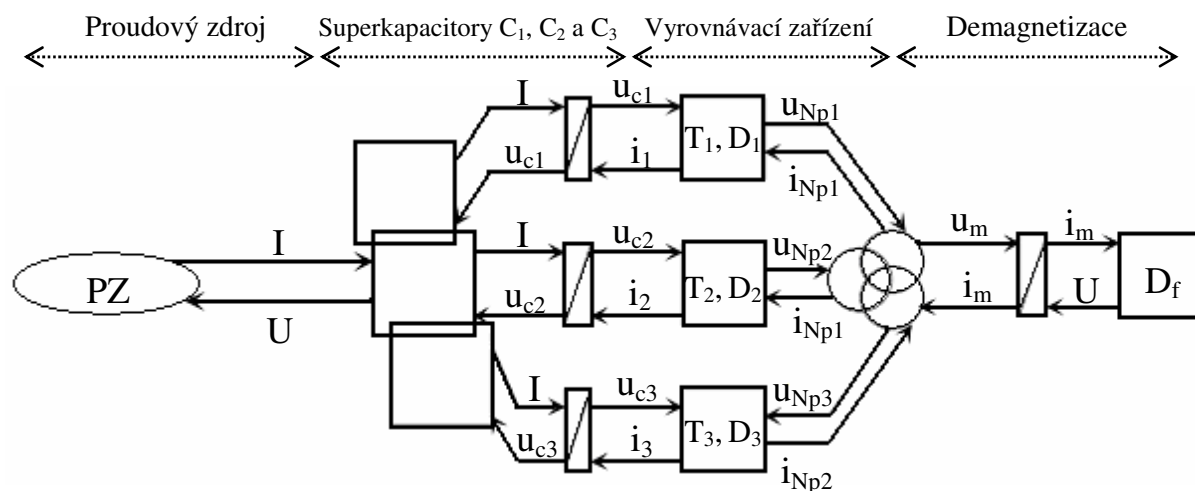 Proudový zdroj
Superkapacitory C1, C2 a C3
Vyrovnávací zařízení
Demagnetizace
I
uc1
uNp1
T1, D1
uc1
i1
iNp1
I
uc2
uNp2
um
im
I
PZ
T2, D2
Df
U
uc2
i2
iNp1
im
U
I
uc3
uNp3
T3, D3
uc3
i3
iNp2